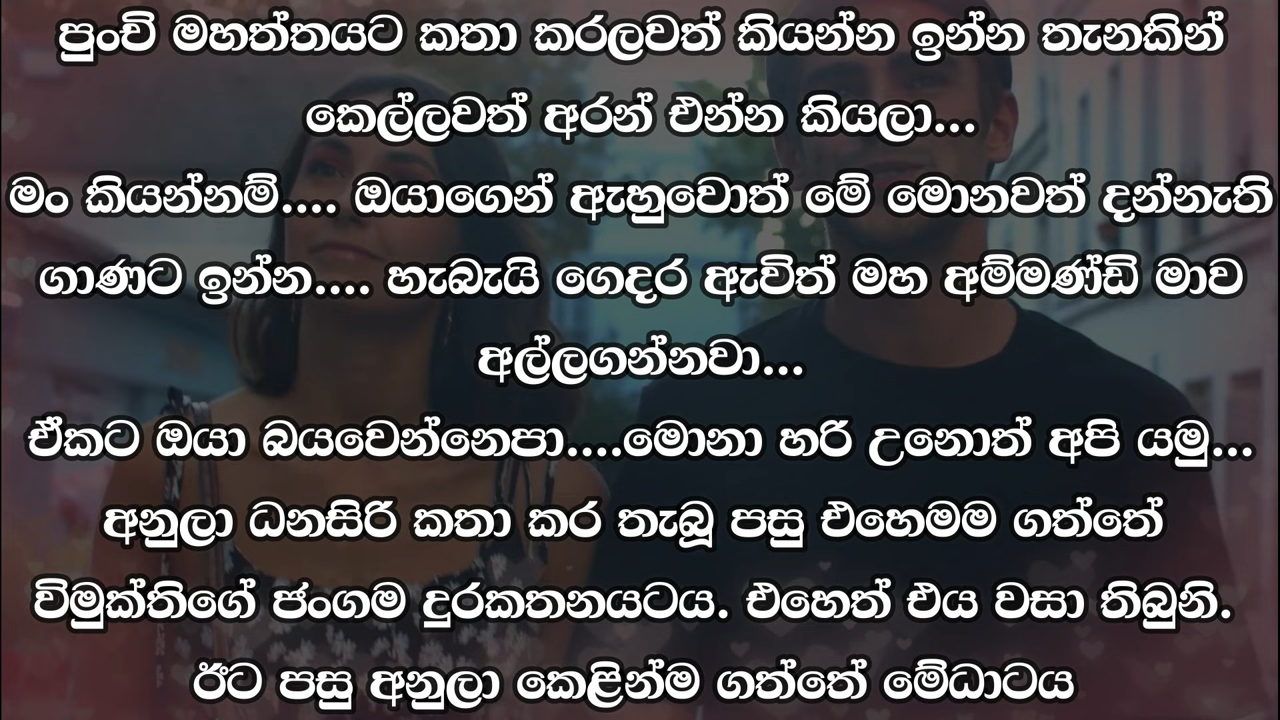 පුංචි මහත්තයට කතා කරලවත් කියන්න ඉන්න තැනකින්
කෙල්ලවත් අරන් එන්න කියලා...
මං කියන්නම්.... ඔයාගෙන් ඇහුවොත් මේ මොනවත් දන්නැති
ගාණට ඉන්න.... හැබැයි ගෙදර ඇවිත් මහ අම්මණ්ඩි මාව
අල්ලගන්නවා...
ඒකට ඔයා බයවෙන්නෙපා....මොනා හරි උනොත් අපි යමු...
අනුලා ධනසිරි කතා කර තැබූ පසු එහෙමම ගත්තේ
විමුක්තිගේ ජංගම දුරකතනයටය. එහෙත් එය වසා තිබුනි.
ඊට පසු අනුලා කෙළින්ම ගත්තේ මේධාටය